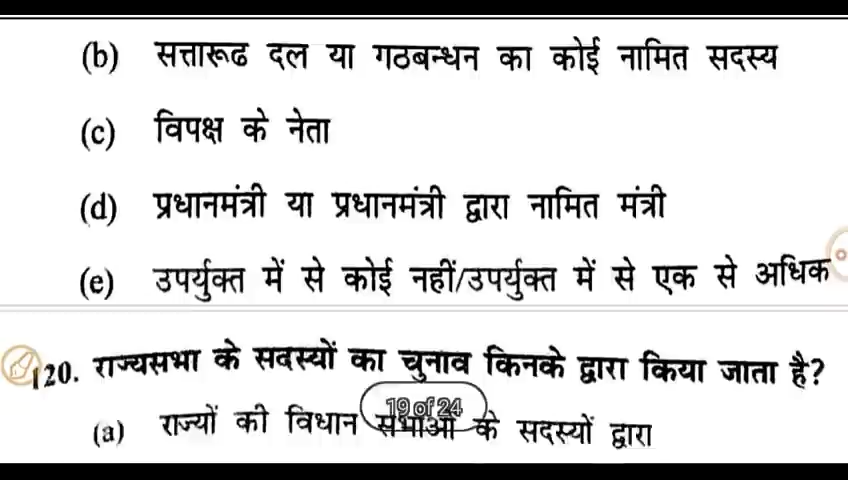 (b) सत्तारूढ दल या गठबन्धन का कोई नामित सदस्य
(c) विपक्ष के नेता
(d) प्रधानमंत्री या प्रधानमंत्री द्वारा नामित मंत्री
(e) उपर्युक्त में से कोई नहीं/उपर्युक्त में से एक से अधिक
120. राज्यसभा के सदस्यों का चुनाव किनके द्वारा किया जाता है?
19 of 24
(a) राज्यों की विधान सभाओं के सदस्यों द्वारा